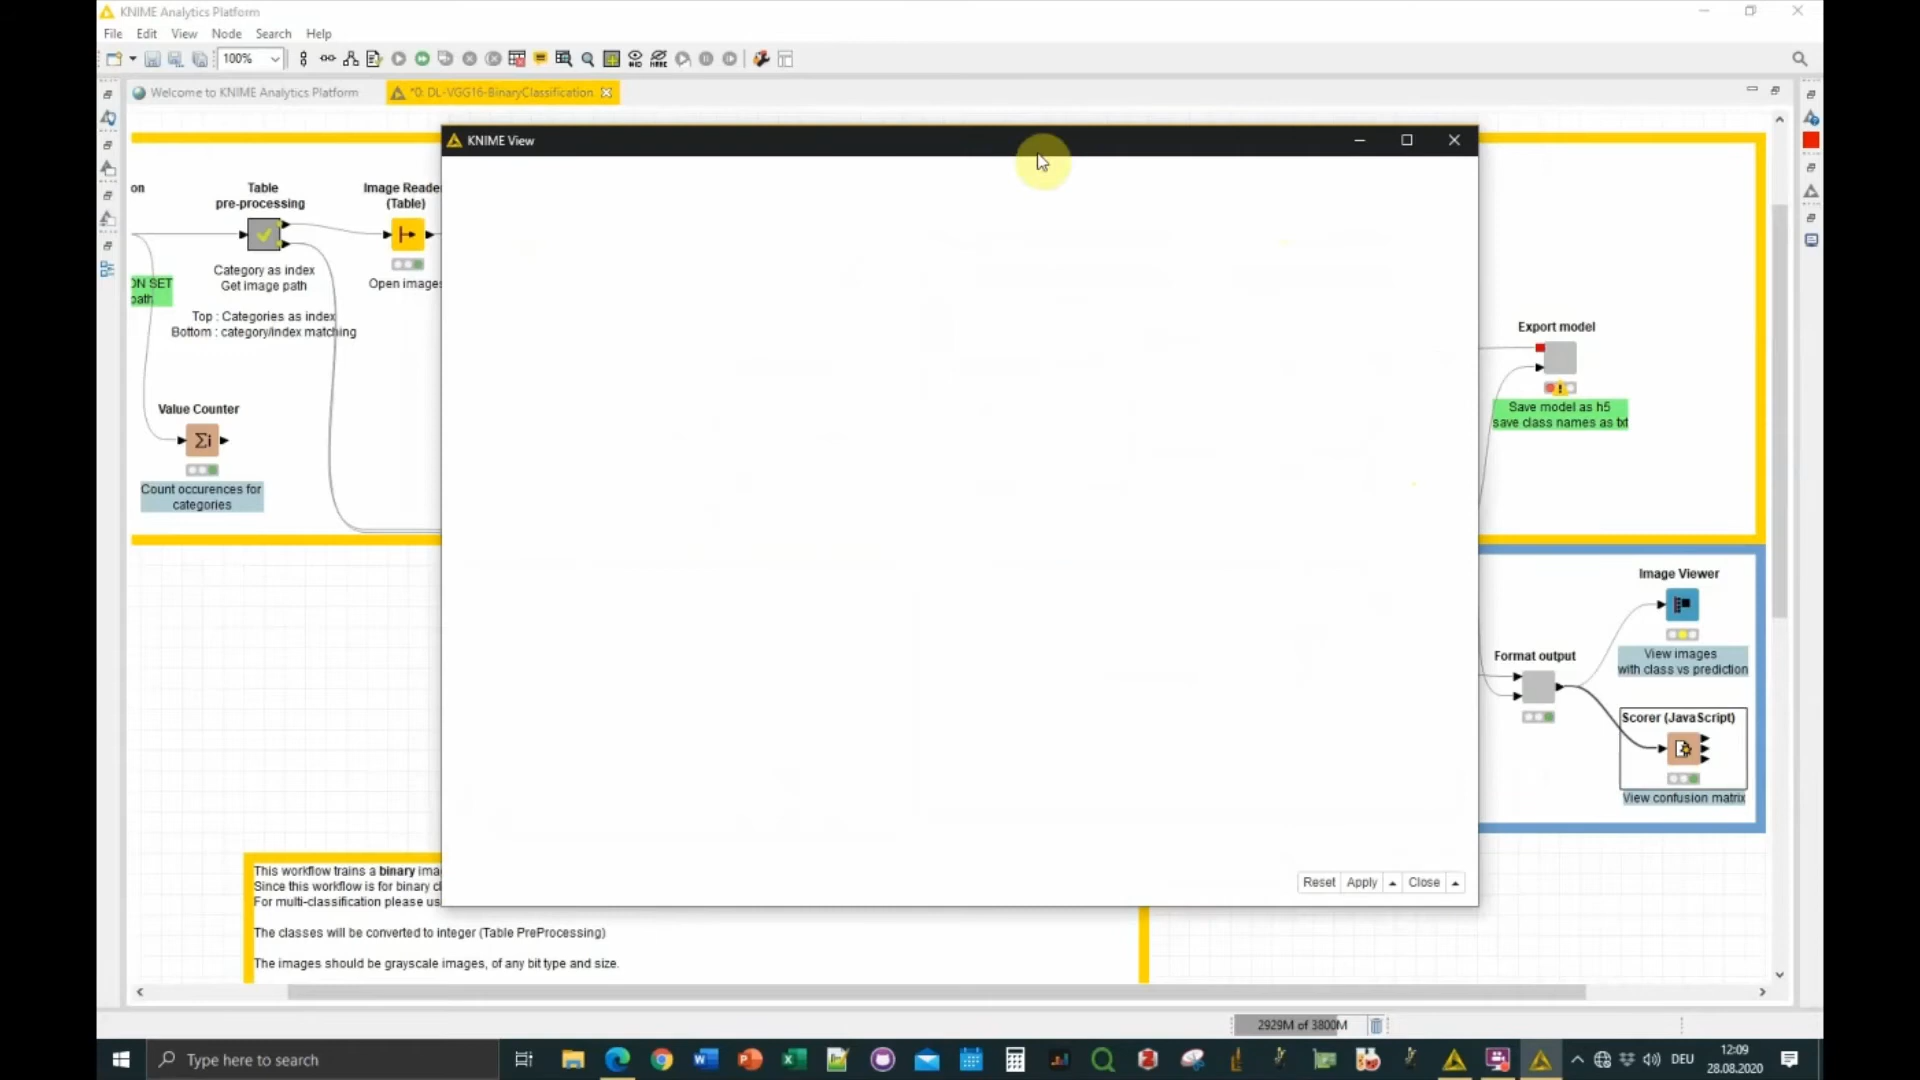 KNIME Analytics Platform
File Edit View Node Search Help
100%
Welcome to KNIME Analytics Platform
*0: DL-VGG16-BinaryClassification
KNIME View
on
Table
pre-processing
Image Reade
(Table)
Category as index
Get image path
Open images
ON SET
path
Top : Categories as index
Bottom : category/index matching
Value Counter
Σi
Count occurences for
categories
Export model
Save model as h5
save class names as txt
Image Viewer
View images
with class vs prediction
Format output
Scorer (JavaScript)
View confusion matrix
Reset Apply Close
This workflow trains a binary ima
Since this workflow is for binary cl
For multi-classification please us
The classes will be converted to integer (Table PreProcessing)
The images should be grayscale images, of any bit type and size.
2929M of 3800M
Type here to search
DEU
12:09
28.08.2020